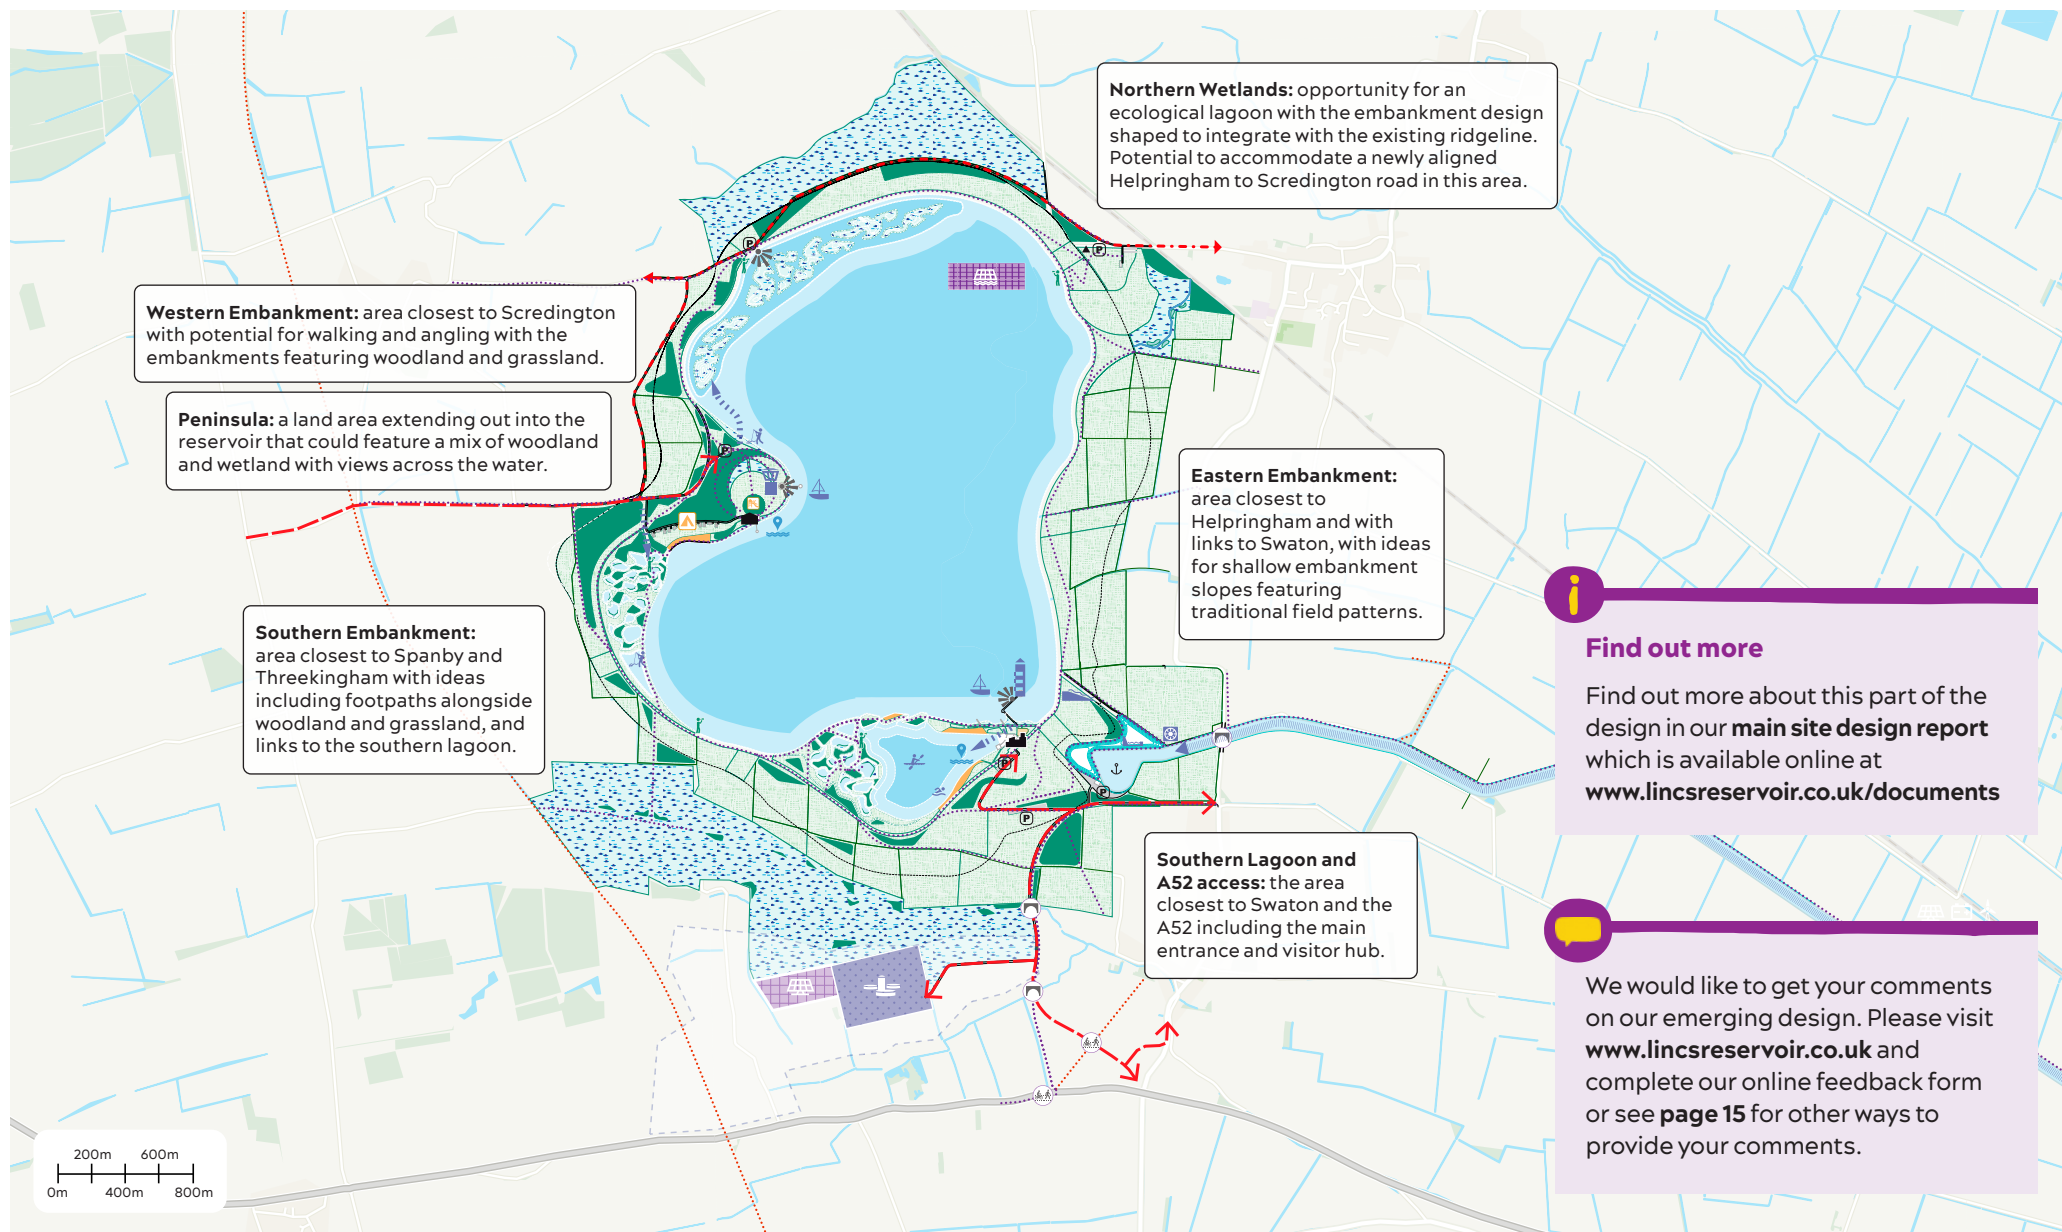 Northern Wetlands: opportunity for an
ecological lagoon with the embankment design
shaped to integrate with the existing ridgeline.
Potential to accommodate a newly aligned
Helpringham to Scredington road in this area.
Western Embankment: area closest to Scredington
with potential for walking and angling with the
embankments featuring woodland and grassland.
Peninsula: a land area extending out into the
reservoir that could feature a mix of woodland
and wetland with views across the water.
Eastern Embankment:
area closest to
Helpringham and with
links to Swaton, with ideas
for shallow embankment
slopes featuring
traditional field patterns.
Southern Embankment:
area closest to Spanby and
Threekingham with ideas
including footpaths alongside
woodland and grassland, and
links to the southern lagoon.
Southern Lagoon and
A52 access: the area
closest to Swaton and the
A52 including the main
entrance and visitor hub.
P
P
P
P
P
P
i
Find out more
Find out more about this part of the
design in our main site design report
which is available online at
www.lincsreservoir.co.uk/documents
We would like to get your comments
on our emerging design. Please visit
www.lincsreservoir.co.uk and
complete our online feedback form
or see page 15 for other ways to
provide your comments.
200m 600m
0m 400m 800m